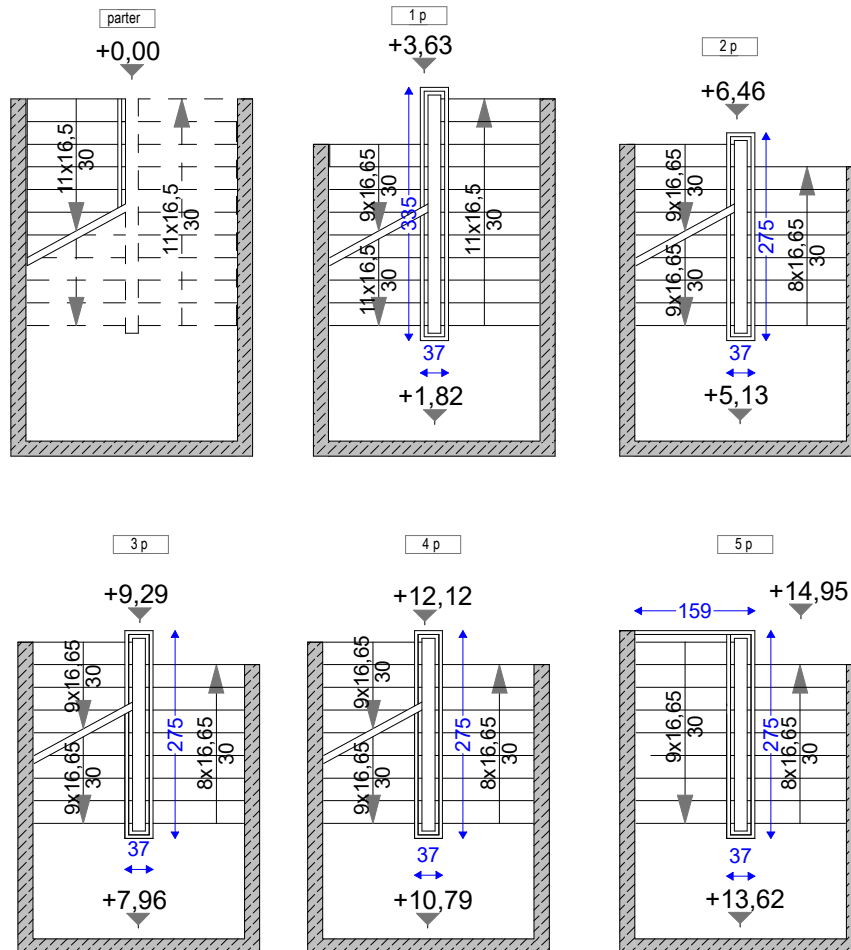 parter
+0,00
11x16,5
30
11x16,5
30
1 p
+3,63
9x16,65
30
335
11x16,5
30
11x16,5
30
37
+1,82
2 p
+6,46
9x16,65
30
275
9x16,65
30
8x16,65
30
37
+5,13
3 p
+9,29
9x16,65
30
275
9x16,65
30
8x16,65
30
37
+7,96
4 p
+12,12
9x16,65
30
275
9x16,65
30
8x16,65
30
37
+10,79
5 p
+14,95
159
9x16,65
30
275
8x16,65
30
37
+13,62